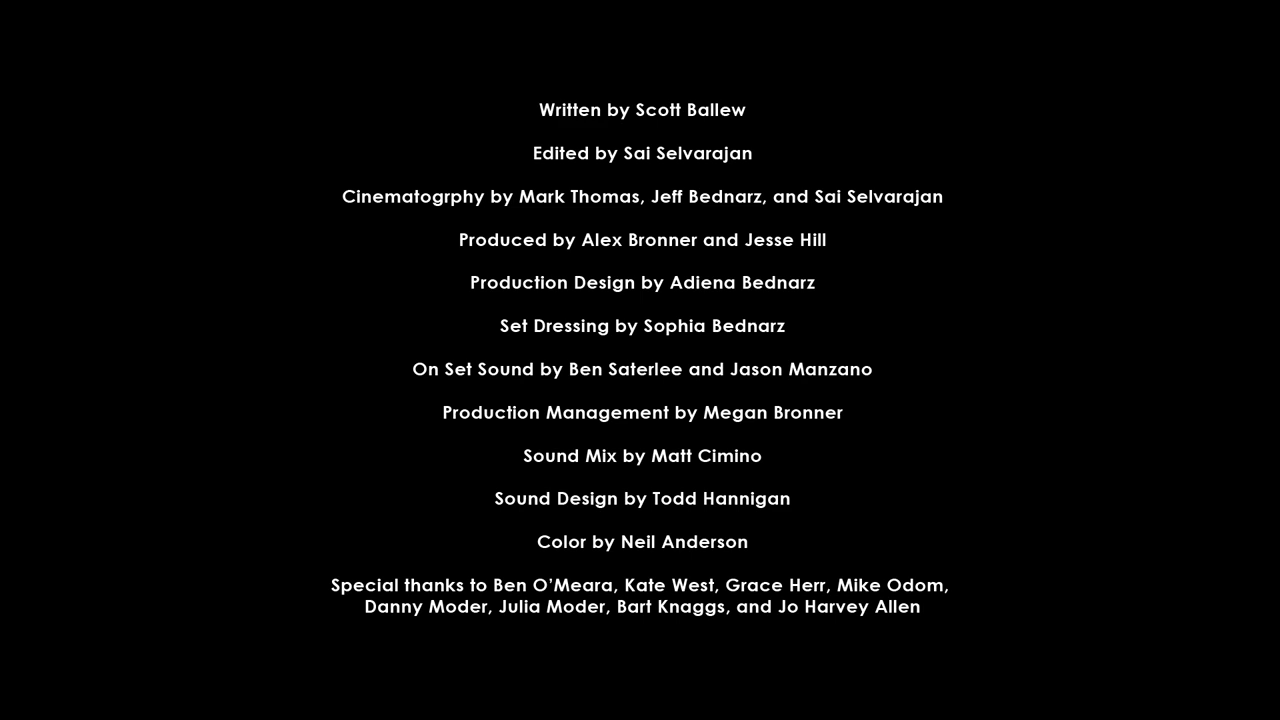 Written by Scott Ballew
Edited by Sai Selvarajan
Cinematogrphy by Mark Thomas, Jeff Bednarz, and Sai Selvarajan
Produced by Alex Bronner and Jesse Hill
Production Design by Adiena Bednarz
Set Dressing by Sophia Bednarz
On Set Sound by Ben Saterlee and Jason Manzano
Production Management by Megan Bronner
Sound Mix by Matt Cimino
Sound Design by Todd Hannigan
Color by Neil Anderson
Special thanks to Ben O’Meara, Kate West, Grace Herr, Mike Odom,
Danny Moder, Julia Moder, Bart Knaggs, and Jo Harvey Allen